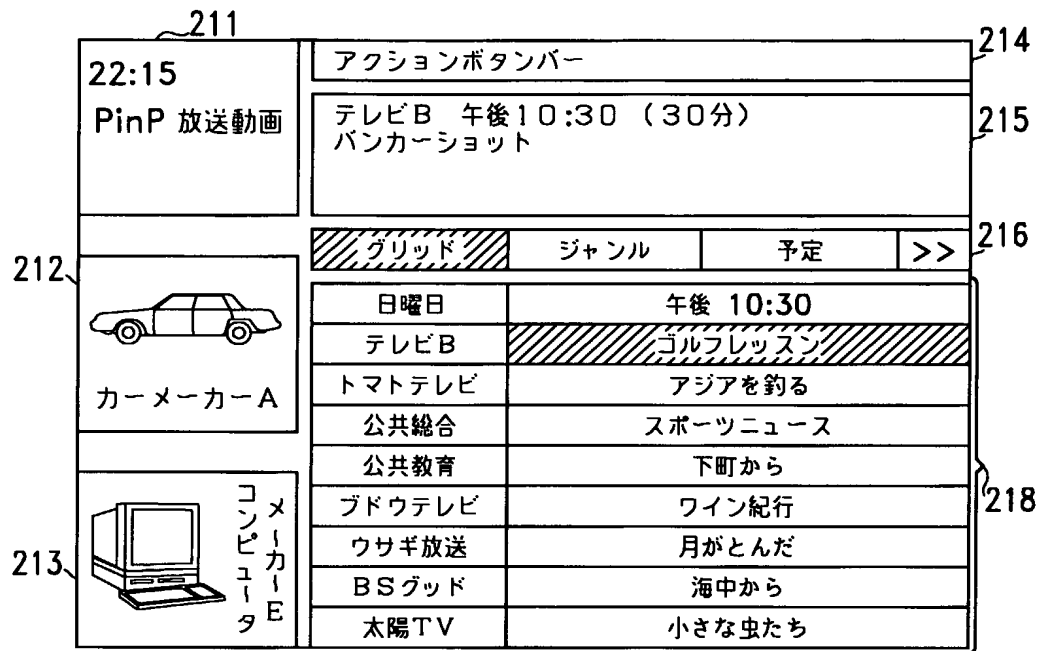 211
22:15
PinP 放送動画
アクションボタンバー
214
テレビB 午後10:30 (30分)
バンカーショット
215
グリッド ジャンル 予定 >>
216
212
カーメーカーA
213
メーカーE
コンピュータ
日曜日 午後 10:30
テレビB ゴルフレッスン
トマトテレビ アジアを釣る
公共総合 スポーツニュース
公共教育 下町から
ブドウテレビ ワイン紀行
ウサギ放送 月がとんだ
BSグッド 海中から
太陽TV 小さな虫たち
218